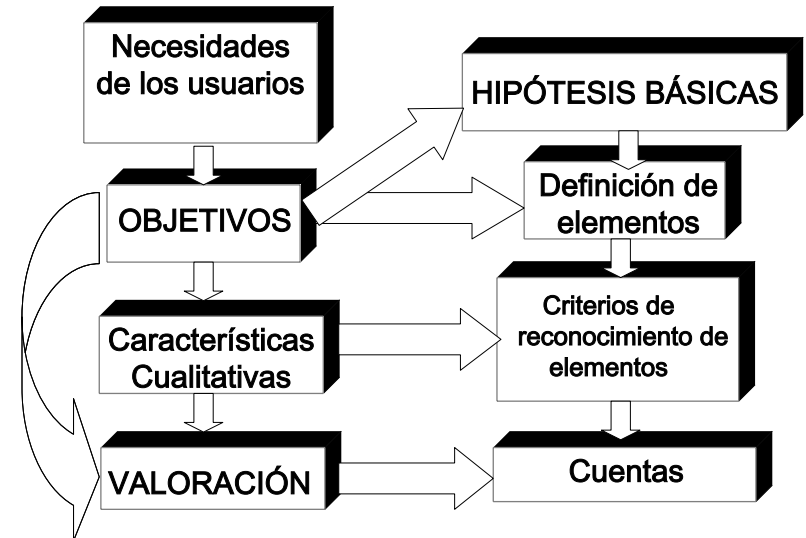 Necesidades
de los usuarios
OBJETIVOS
Características
Cualitativas
VALORACIÓN
HIPÓTESIS BÁSICAS
Definición de
elementos
Criterios de
reconocimiento de
elementos
Cuentas